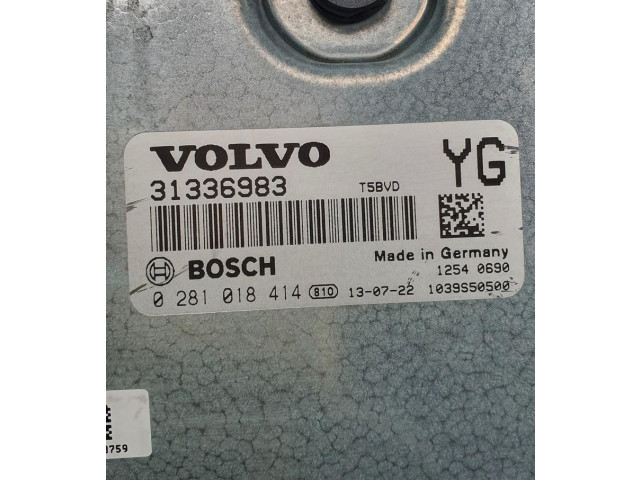 VOLVO
YG
31336983 T5BVD
Made in Germany
BOSCH
1254 0690
0 281 018 414 810 13-07-22 1039S50500